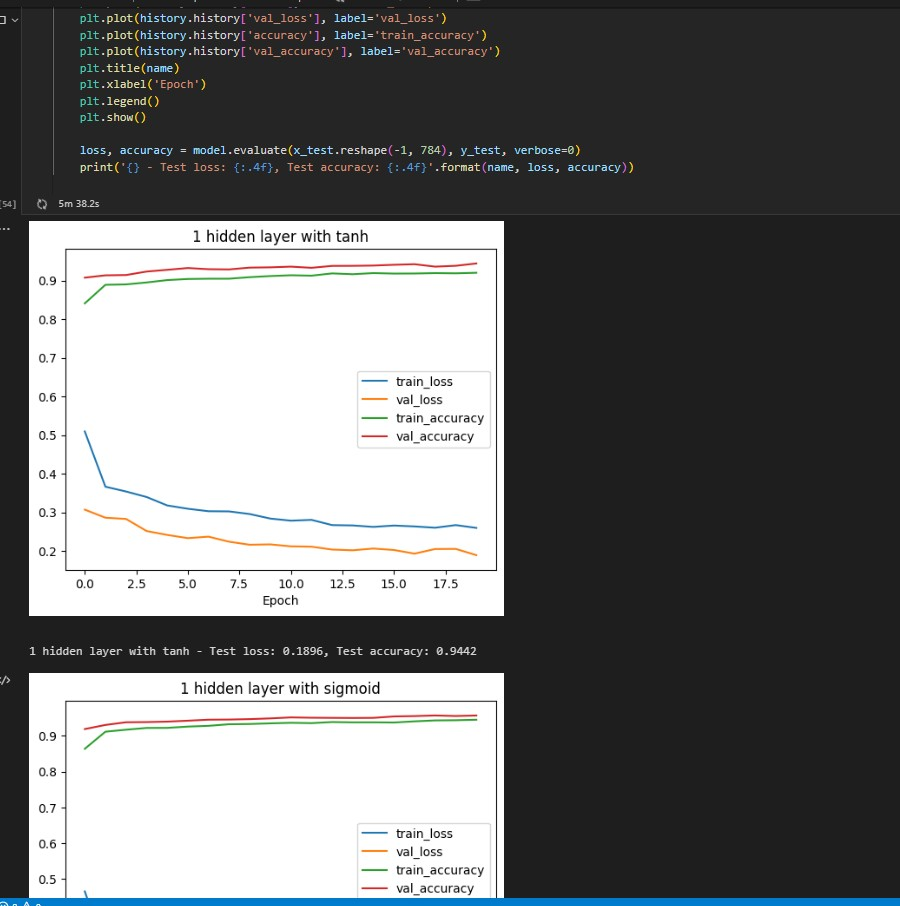 plt.plot(history.history['val_loss'], label='val_loss')
plt.plot(history.history['accuracy'], label='train_accuracy')
plt.plot(history.history['val_accuracy'], label='val_accuracy')
plt.title(name)
plt.xlabel('Epoch')
plt.legend()
plt.show()
loss, accuracy = model.evaluate(x_test.reshape(-1, 784), y_test, verbose=0)
print('{} - Test loss: {:.4f}, Test accuracy: {:.4f}'.format(name, loss, accuracy))
[54] 5m 38.2s
1 hidden layer with tanh
0.9
0.8
0.7
0.6
0.5
0.4
0.3
0.2
train_loss
val_loss
train_accuracy
val_accuracy
0.0 2.5 5.0 7.5 10.0 12.5 15.0 17.5
Epoch
1 hidden layer with tanh - Test loss: 0.1896, Test accuracy: 0.9442
1 hidden layer with sigmoid
0.9
0.8
0.7
0.6
0.5
train_loss
val_loss
train_accuracy
val_accuracy